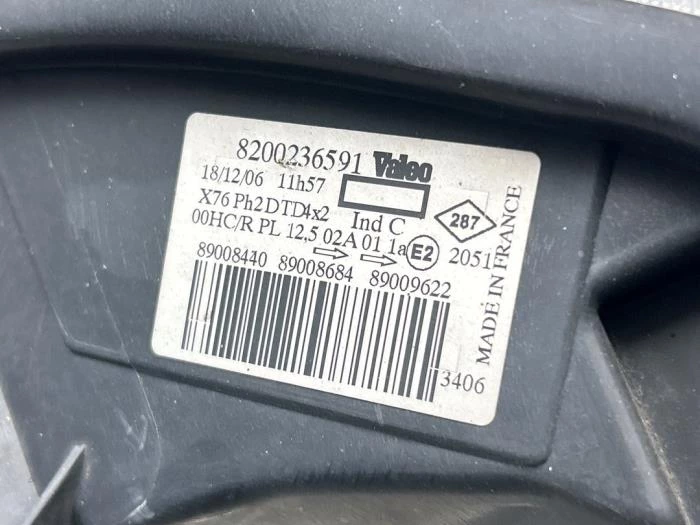 8200236591 Valeo
18/12/06 11h57
X76 Ph2 DTD4x2 Ind C
00HC/R PL 12,5 02A 01 1a E2 2051
287
MADE IN FRANCE
89008440 89008684 89009622
3406